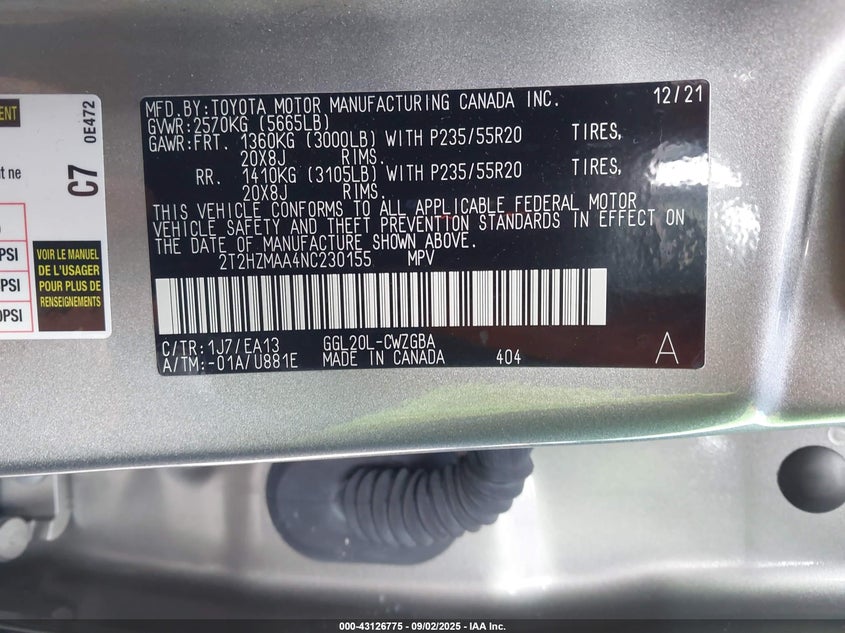 MFD.BY:TOYOTA MOTOR MANUFACTURING CANADA INC. 12/21
GVWR:2570KG (5665LB)
GAWR:FRT. 1360KG (3000LB) WITH P235/55R20 TIRES,
20X8J RIMS.
RR. 1410KG (3105LB) WITH P235/55R20 TIRES,
20X8J RIMS.
THIS VEHICLE CONFORMS TO ALL APPLICABLE FEDERAL MOTOR
VEHICLE SAFETY AND THEFT PREVENTION STANDARDS IN EFFECT ON
THE DATE OF MANUFACTURE SHOWN ABOVE.
2T2HZMAA4NC230155 MPV
C/TR:1J7/EA13 GGL20L-CWZGBA
A/TM:-01A/U881E MADE IN CANADA 404 A
ENT
t ne
C7 0E472
PSI
PSI
0PSI
VOIR LE MANUEL
DE L'USAGER
POUR PLUS DE
RENSEIGNEMENTS
000-43126775 - 09/02/2025 - IAA Inc.